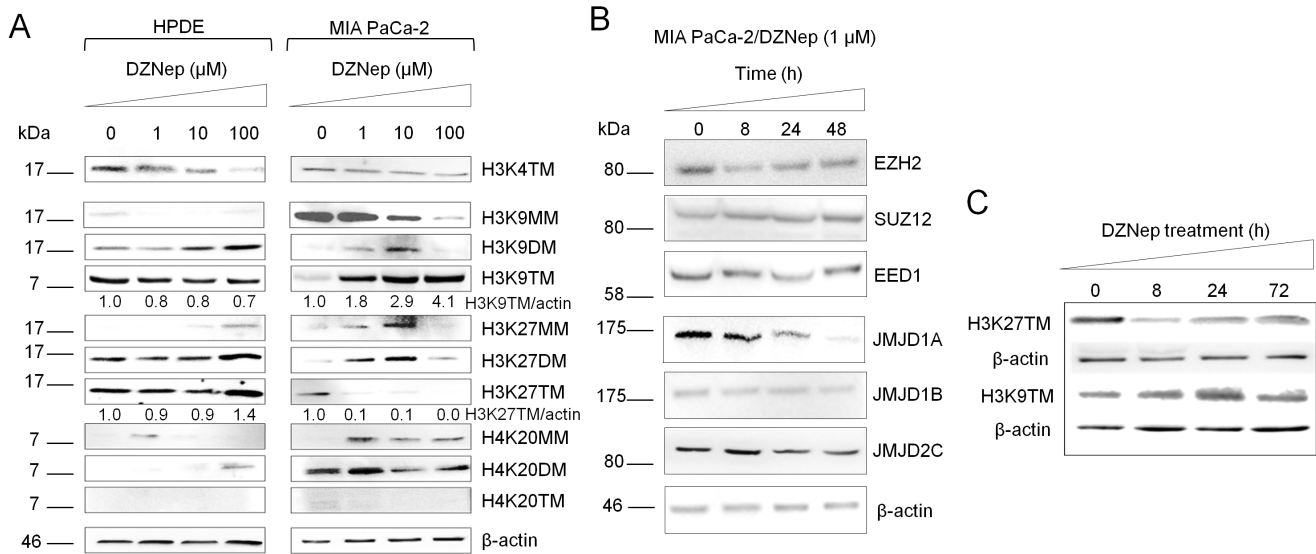 A
HPDE
MIA PaCa-2
DZNep (µM)
DZNep (µM)
kDa
0 1 10 100
0 1 10 100
17
H3K4TM
17
H3K9MM
17
H3K9DM
7
H3K9TM
1.0 0.8 0.8 0.7
1.0 1.8 2.9 4.1 H3K9TM/actin
17
H3K27MM
17
H3K27DM
17
H3K27TM
1.0 0.9 0.9 1.4
1.0 0.1 0.1 0.0 H3K27TM/actin
7
H4K20MM
7
H4K20DM
7
H4K20TM
46
β-actin
B
MIA PaCa-2/DZNep (1 µM)
Time (h)
kDa
0 8 24 48
80
EZH2
80
SUZ12
EED1
58
175
JMJD1A
175
JMJD1B
80
JMJD2C
46
β-actin
C
DZNep treatment (h)
0 8 24 72
H3K27TM
β-actin
H3K9TM
β-actin